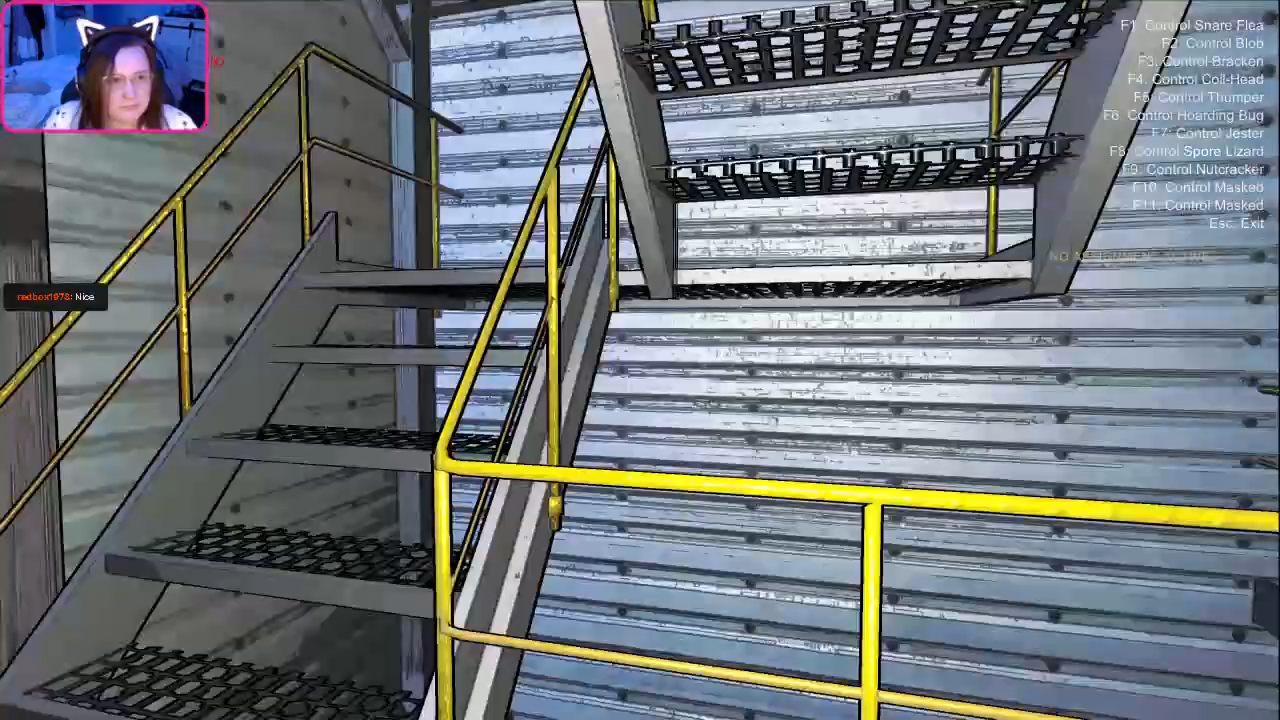 F1: Control Snare Flea
F2: Control Blob
F3: Control Bracken
F4: Control Coil-Head
F5: Control Thumper
F6: Control Hoarding Bug
F7: Control Jester
F8: Control Spore Lizard
F9: Control Nutcracker
F10: Control Masked
F11: Control Masked
Esc: Exit
redbox1978: Nice